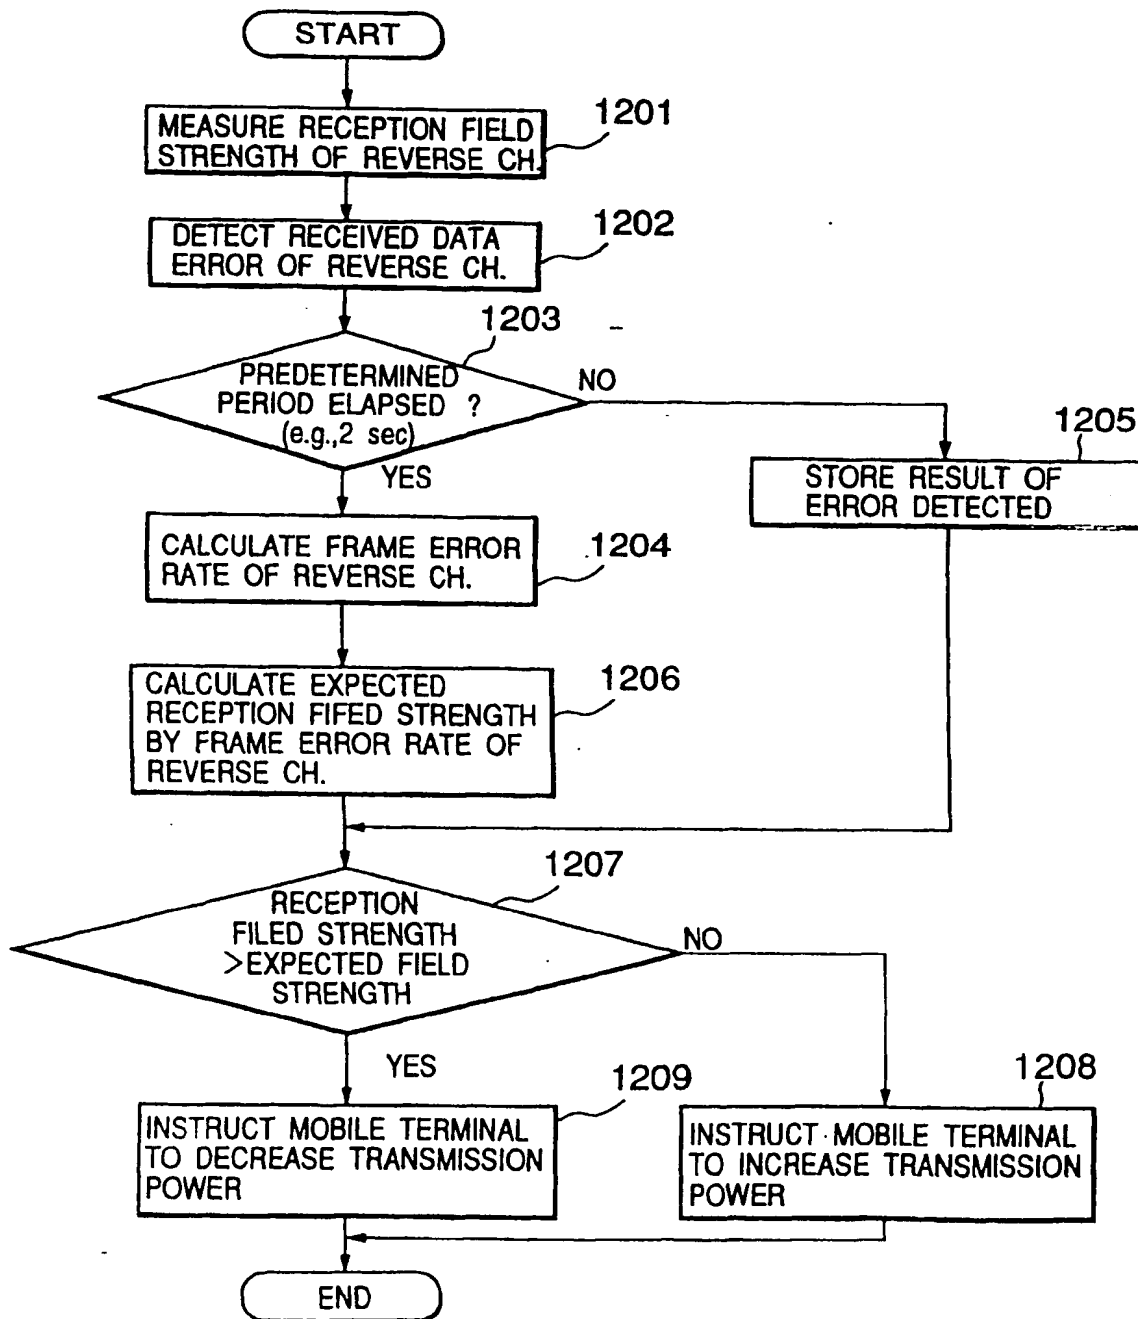 START
1201
MEASURE RECEPTION FIELD
STRENGTH OF REVERSE CH.
1202
DETECT RECEIVED DATA
ERROR OF REVERSE CH.
1203
PREDETERMINED
PERIOD ELAPSED ?
(e.g.,2 sec)
NO
YES
1205
STORE RESULT OF
ERROR DETECTED
1204
CALCULATE FRAME ERROR
RATE OF REVERSE CH.
1206
CALCULATE EXPECTED
RECEPTION FIFED STRENGTH
BY FRAME ERROR RATE OF
REVERSE CH.
1207
RECEPTION
FILED STRENGTH
>EXPECTED FIELD
STRENGTH
NO
YES
1209
INSTRUCT MOBILE TERMINAL
TO DECREASE TRANSMISSION
POWER
1208
INSTRUCT MOBILE TERMINAL
TO INCREASE TRANSMISSION
POWER
END